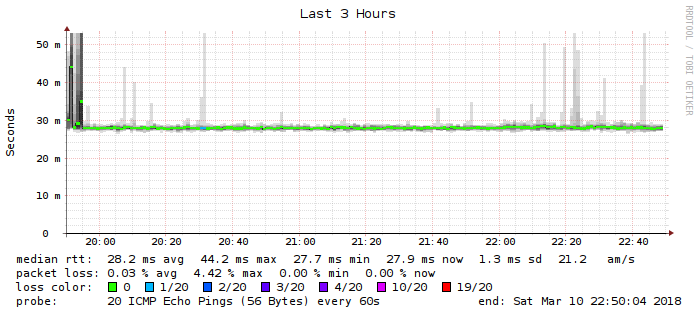 Last 3 Hours
RRDTOOL / TOBI OETIKER
Seconds
50 m
40 m
30 m
20 m
10 m
0
20:00 20:20 20:40 21:00 21:20 21:40 22:00 22:20 22:40
median rtt: 28.2 ms avg 44.2 ms max 27.7 ms min 27.9 ms now 1.3 ms sd 21.2 am/s
packet loss: 0.03 % avg 4.42 % max 0.00 % min 0.00 % now
loss color: 0 1/20 2/20 3/20 4/20 10/20 19/20
probe: 20 ICMP Echo Pings (56 Bytes) every 60s end: Sat Mar 10 22:50:04 2018